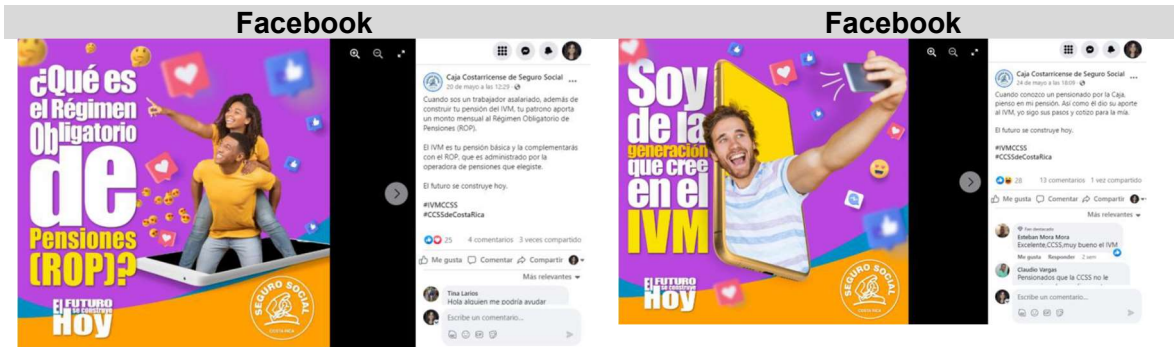 Facebook
¿Qué es
el Régimen
Obligatorio
de
Pensiones
(ROP)?
El FUTURO
se construye
Hoy
SEGURO SOCIAL
COSTA RICA
Caja Costarricense de Seguro Social
20 de mayo a las 12:29
Cuando sos un trabajador asalariado, además de
construir tu pensión del IVM, tu patrono aporta
un monto mensual al Régimen Obligatorio de
Pensiones (ROP).
El IVM es tu pensión básica y la complementarás
con el ROP, que es administrado por la
operadora de pensiones que elegiste.
El futuro se construye hoy.
#IVMCCSS
#CCSSdeCostaRica
25 4 comentarios 3 veces compartido
Me gusta Comentar Compartir
Más relevantes
Tina Larios
Hola alguien me podría ayudar
Escribe un comentario...
Facebook
Soy
de la
generación
que cree
en el
IVM
El FUTURO
se construye
Hoy
SEGURO SOCIAL
COSTA RICA
Caja Costarricense de Seguro Social
24 de mayo a las 18:09
Cuando conozco un pensionado por la Caja,
pienso en mi pensión. Así como él dio su aporte
al IVM, yo sigo sus pasos y cotizo para la mía.
El futuro se construye hoy.
#IVMCCSS
#CCSSdeCostaRica
28 13 comentarios 1 vez compartido
Me gusta Comentar Compartir
Más relevantes
Fan destacado
Esteban Mora Mora
Excelente,CCSS,muy bueno el IVM
Me gusta Responder 2 sem
Claudio Vargas
Pensionados que la CCSS no le
Escribe un comentario...